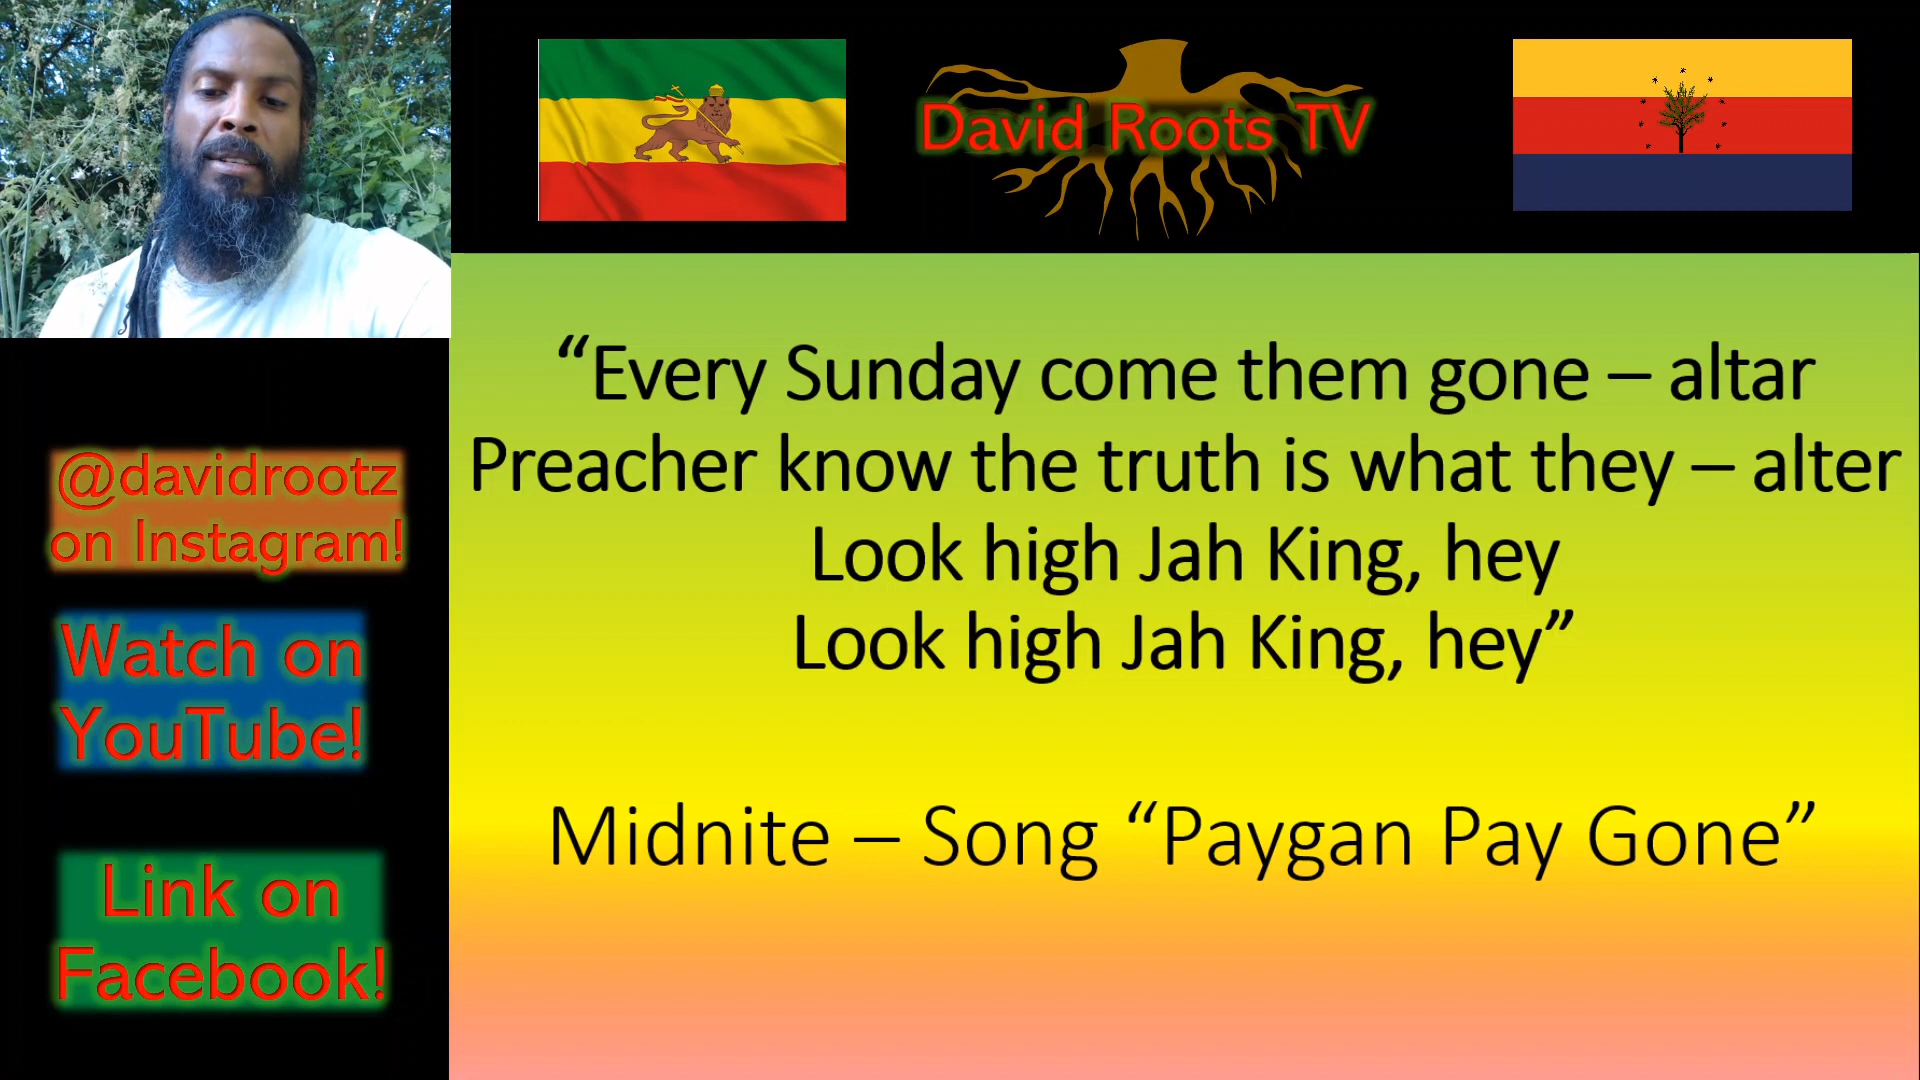 David Roots TV
“Every Sunday come them gone – altar
Preacher know the truth is what they – alter
Look high Jah King, hey
Look high Jah King, hey”
Midnite – Song “Paygan Pay Gone”
@davidrootz
on Instagram!
Watch on
YouTube!
Link on
Facebook!